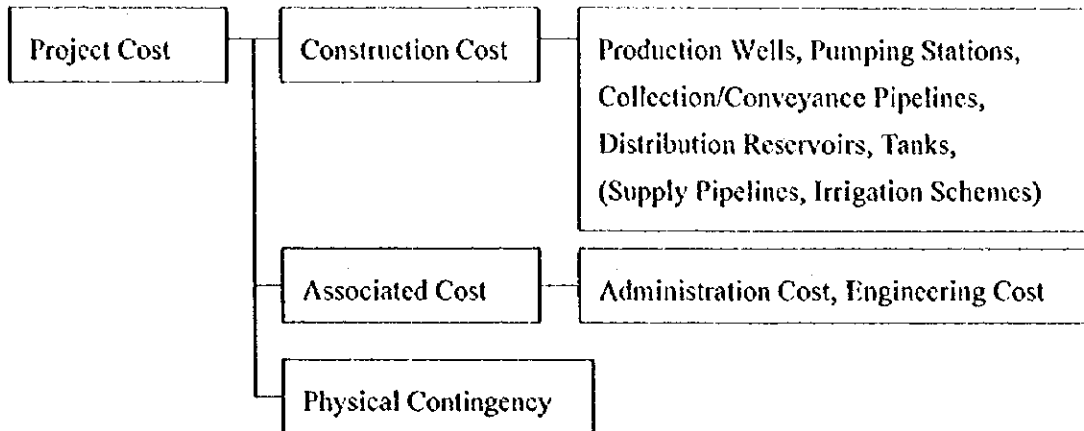 Project Cost
Construction Cost
Production Wells, Pumping Stations,
Collection/Conveyance Pipelines,
Distribution Reservoirs, Tanks,
(Supply Pipelines, Irrigation Schemes)
Associated Cost
Administration Cost, Engineering Cost
Physical Contingency